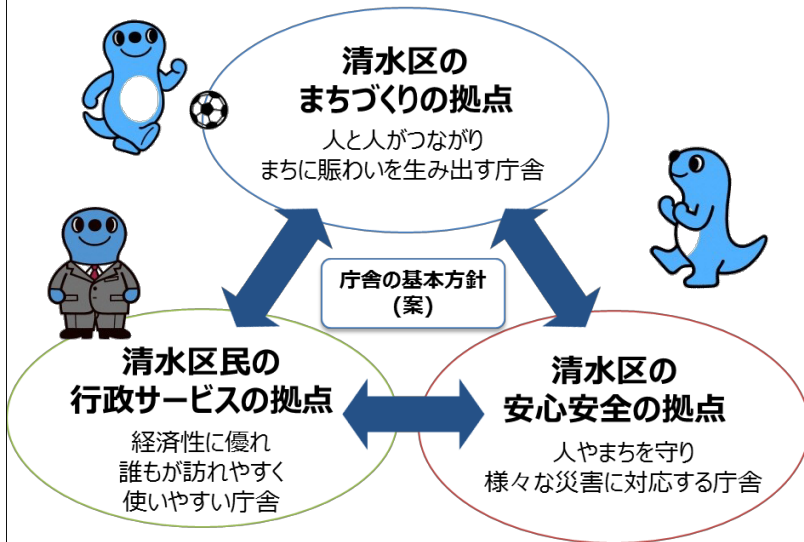 清水区の
まちづくりの拠点
人と人がつながり
まちに賑わいを生み出す庁舎
庁舎の基本方針
(案)
清水区民の
行政サービスの拠点
経済性に優れ
誰もが訪れやすく
使いやすい庁舎
清水区の
安心安全の拠点
人やまちを守り
様々な災害に対応する庁舎